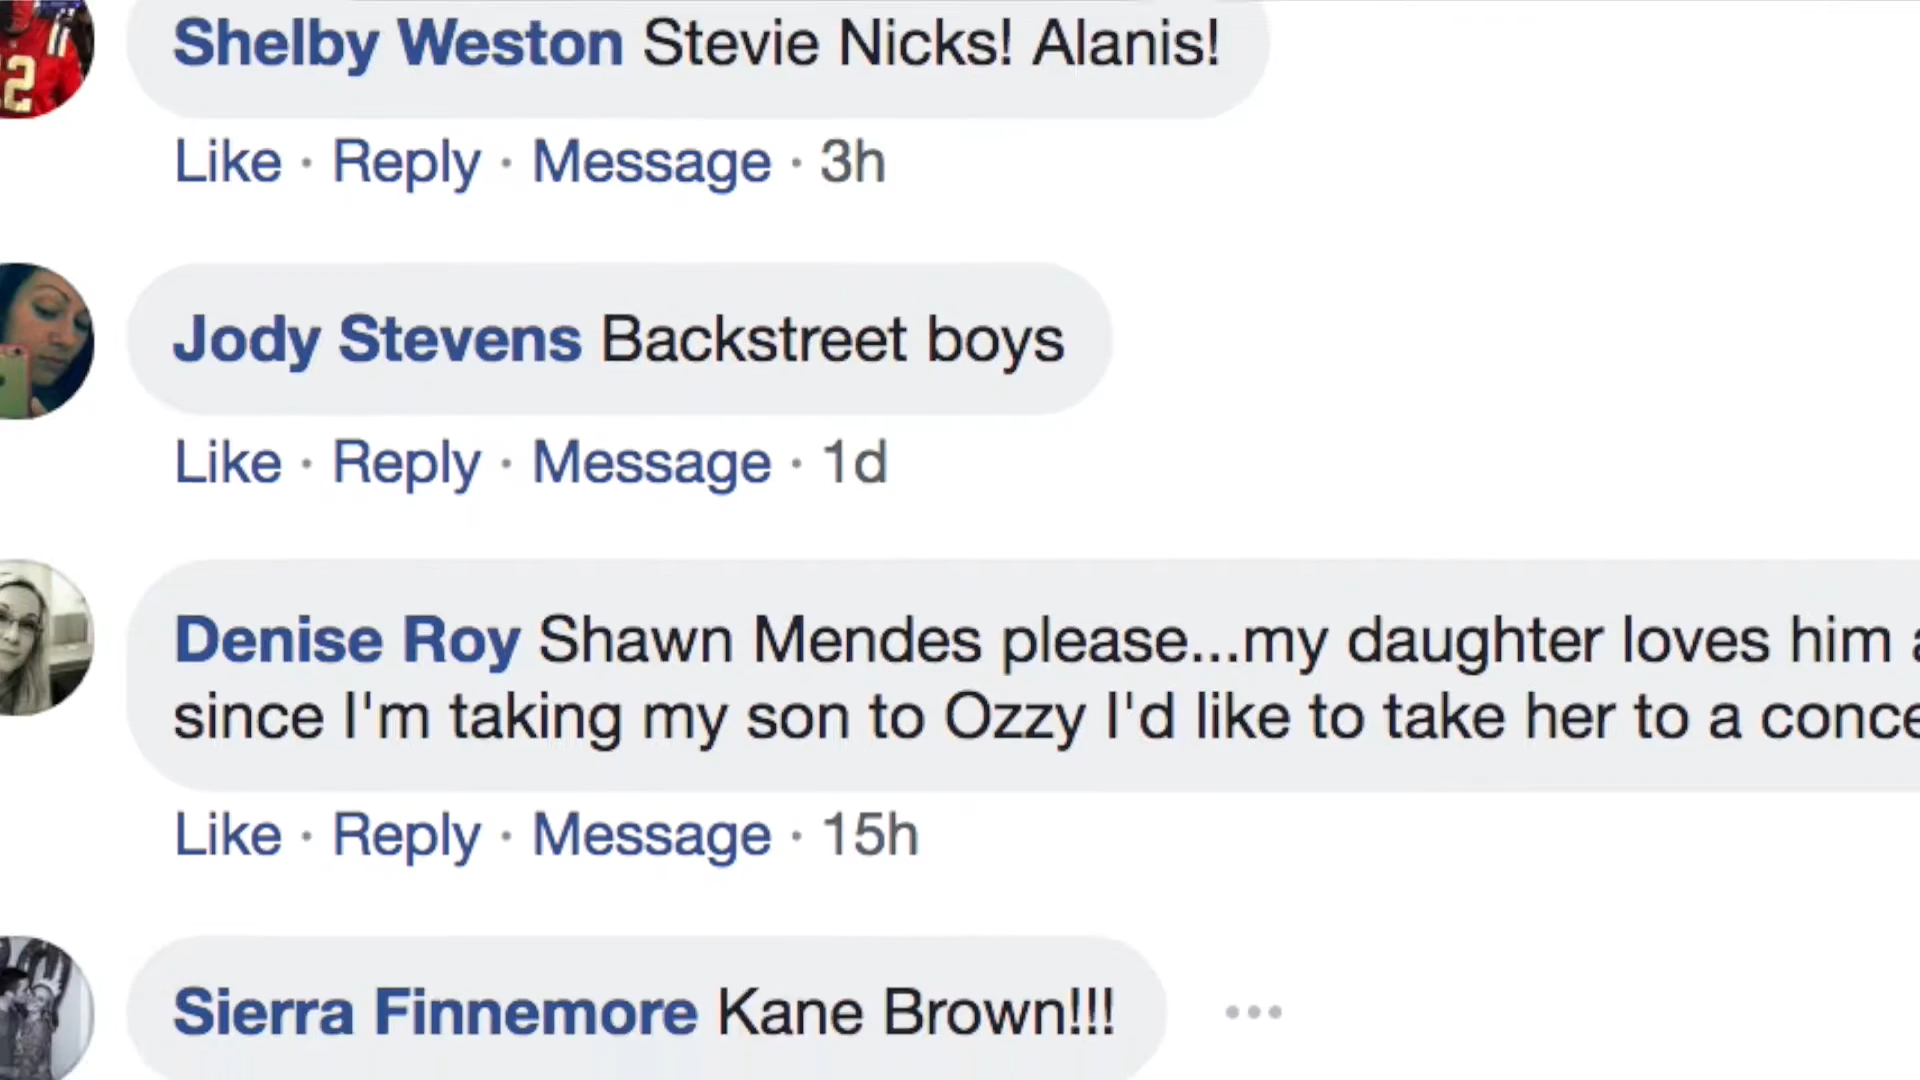 Shelby Weston Stevie Nicks! Alanis!
Like · Reply · Message · 3h
Jody Stevens Backstreet boys
Like · Reply · Message · 1d
Denise Roy Shawn Mendes please...my daughter loves him
since I'm taking my son to Ozzy I'd like to take her to a
Like · Reply · Message · 15h
Sierra Finnemore Kane Brown!!!